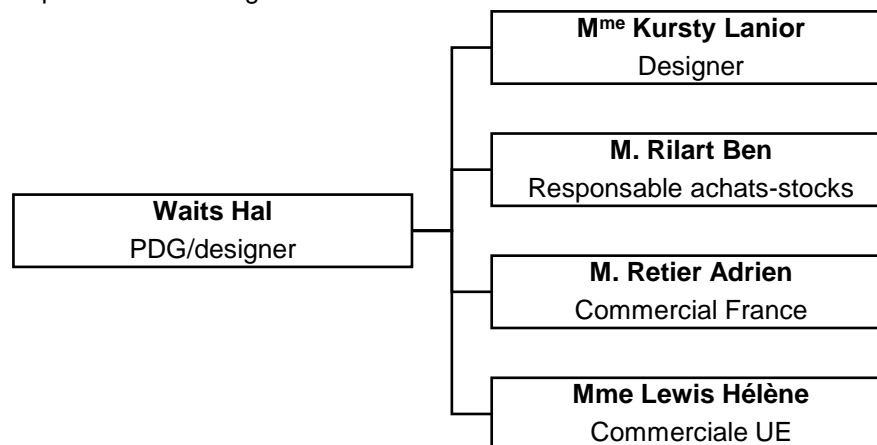 Mme Kursty Lanior
Designer
M. Rilart Ben
Responsable achats-stocks
Waits Hal
PDG/designer
M. Retier Adrien
Commercial France
Mme Lewis Hélène
Commerciale UE